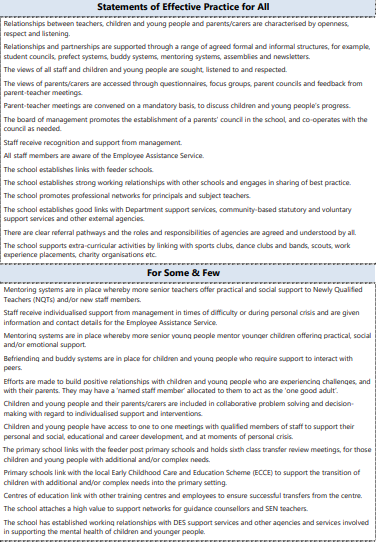 Statements of Effective Practice for All
Relationships between teachers, children and young people and parents/carers are characterised by openness,
respect and listening.
Relationships and partnerships are supported through a range of agreed formal and informal structures, for example,
student councils, prefect systems, buddy systems, mentoring systems, assemblies and newsletters.
The views of all staff and children and young people are sought, listened to and respected.
The views of parents/carers are accessed through questionnaires, focus groups, parent councils and feedback from
parent-teacher meetings.
Parent-teacher meetings are convened on a mandatory basis, to discuss children and young people's progress.
The board of management promotes the establishment of a parents' council in the school, and co-operates with the
council as needed.
Staff receive recognition and support from management.
All staff members are aware of the Employee Assistance Service.
The school establishes links with feeder schools.
The school establishes strong working relationships with other schools and engages in sharing of best practice.
The school promotes professional networks for principals and subject teachers.
The school establishes good links with Department support services, community-based statutory and voluntary
support services and other external agencies.
There are clear referral pathways and the roles and responsibilities of agencies are agreed and understood by all.
The school supports extra-curricular activities by linking with sports clubs, dance clubs and bands, scouts, work
experience placements, charity organisations etc.
For Some & Few
Mentoring systems are in place whereby more senior teachers offer practical and social support to Newly Qualified
Teachers (NQTs) and/or new staff members.
Staff receive individualised support from management in times of difficulty or during personal crisis and are given
information and contact details for the Employee Assistance Service.
Mentoring systems are in place whereby more senior young people mentor younger children offering practical, social
and/or emotional support.
Befriending and buddy systems are in place for children and young people who require support to interact with
peers.
Efforts are made to build positive relationships with children and young people who are experiencing challenges, and
with their parents. They may have a 'named staff member' allocated to them to act as the 'one good adult'.
Children and young people and their parents/carers are included in collaborative problem solving and decision-
making with regard to individualised support and interventions.
Children and young people have access to one to one meetings with qualified members of staff to support their
personal and social, educational and career development, and at moments of personal crisis.
The primary school links with the feeder post primary schools and holds sixth class transfer review meetings, for those
children and young people with additional and/or complex needs.
Primary schools link with the local Early Childhood Care and Education Scheme (ECCE) to support the transition of
children with additional and/or complex needs into the primary setting.
Centres of education link with other training centres and employees to ensure successful transfers from the centre.
The school attaches a high value to support networks for guidance counsellors and SEN teachers.
The school has established working relationships with DES support services and other agencies and services involved
in supporting the mental health of children and younger people.